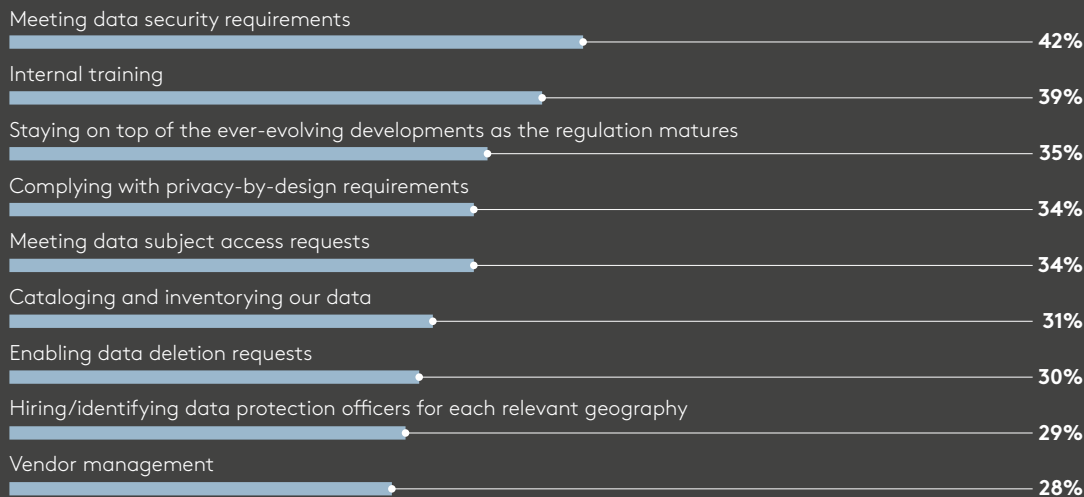 Meeting data security requirements
42%
Internal training
39%
Staying on top of the ever-evolving developments as the regulation matures
35%
Complying with privacy-by-design requirements
34%
Meeting data subject access requests
34%
Cataloging and inventorying our data
31%
Enabling data deletion requests
30%
Hiring/identifying data protection officers for each relevant geography
29%
Vendor management
28%